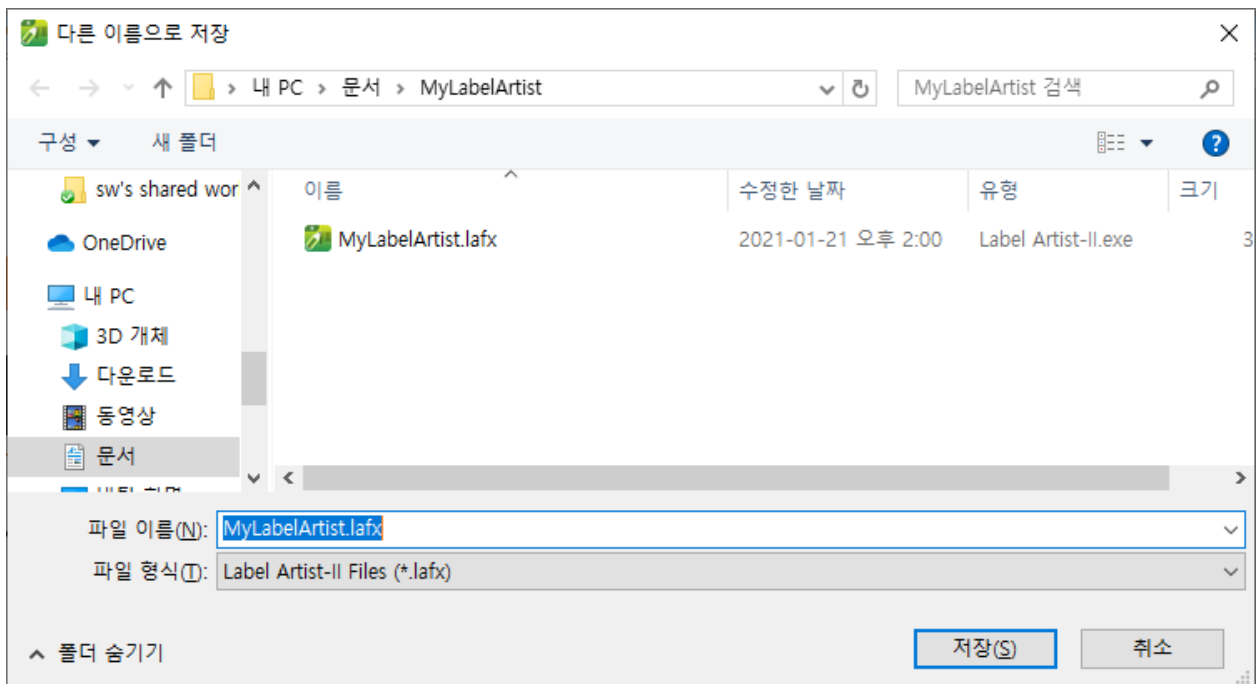 다른 이름으로 저장
내 PC > 문서 > MyLabelArtist
MyLabelArtist 검색
구성
새 폴더
sw's shared wor
이름
수정한 날짜
유형
크기
MyLabelArtist.lafx
2021-01-21 오후 2:00
Label Artist-II.exe
3
OneDrive
내 PC
3D 개체
다운로드
동영상
문서
파일 이름(N): MyLabelArtist.lafx
파일 형식(T): Label Artist-II Files (*.lafx)
폴더 숨기기
저장(S)
취소